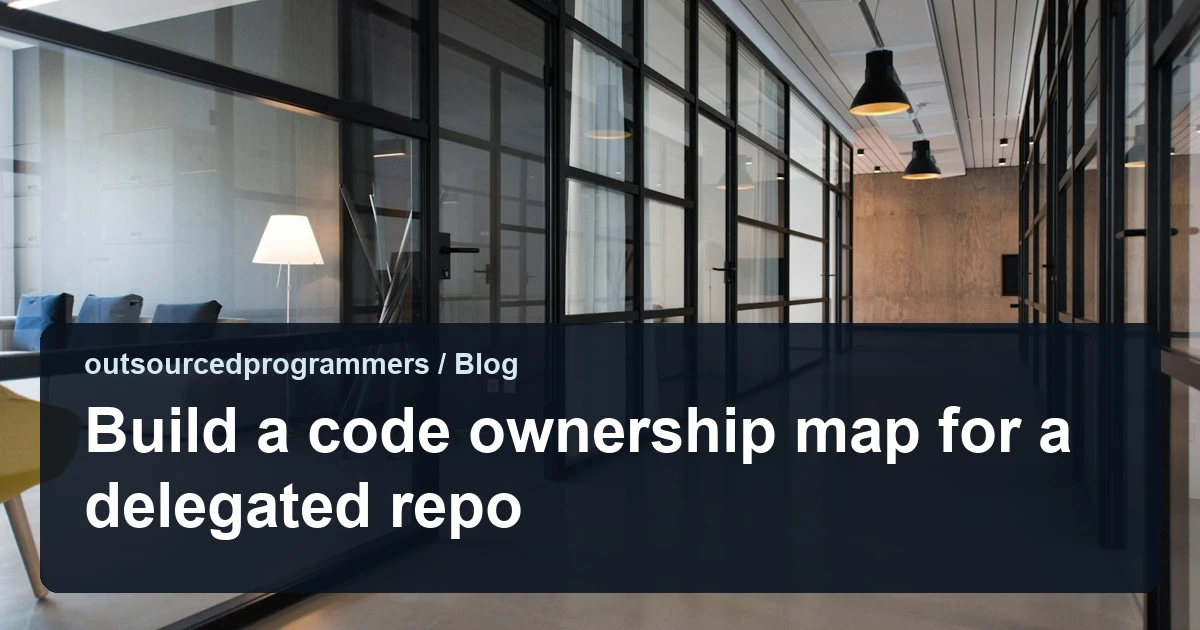 outsourcedprogrammers / Blog
Build a code ownership map for a
delegated repo